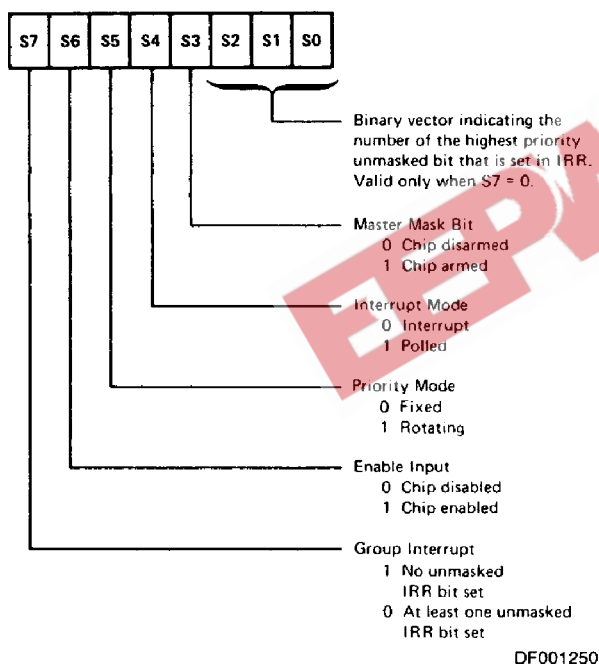 S7 S6 S5 S4 S3 S2 S1 S0
Binary vector indicating the
number of the highest priority
unmasked bit that is set in IRR.
Valid only when S7 = 0.
Master Mask Bit
0 Chip disarmed
1 Chip armed
Interrupt Mode
0 Interrupt
1 Polled
Priority Mode
0 Fixed
1 Rotating
Enable Input
0 Chip disabled
1 Chip enabled
Group Interrupt
1 No unmasked
IRR bit set
0 At least one unmasked
IRR bit set
DF001250